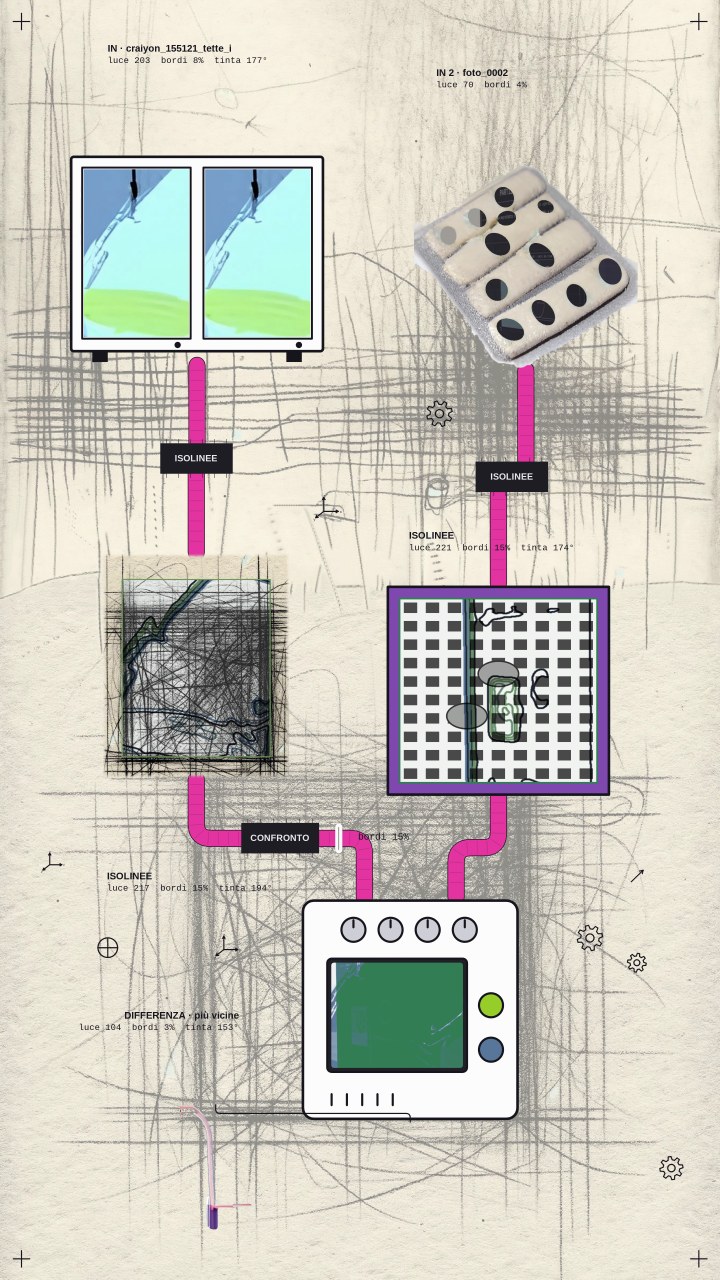 IN · craiyon_155121_tette_i
luce 203 bordi 8% tinta 177°
IN 2 · foto_0002
luce 70 bordi 4%
ISOLINEE
ISOLINEE
ISOLINEE
luce 221 bordi 15% tinta 174°
CONFRONTO
bordi 15%
ISOLINEE
luce 217 bordi 15% tinta 194°
DIFFERENZA · più vicine
luce 104 bordi 3% tinta 153°